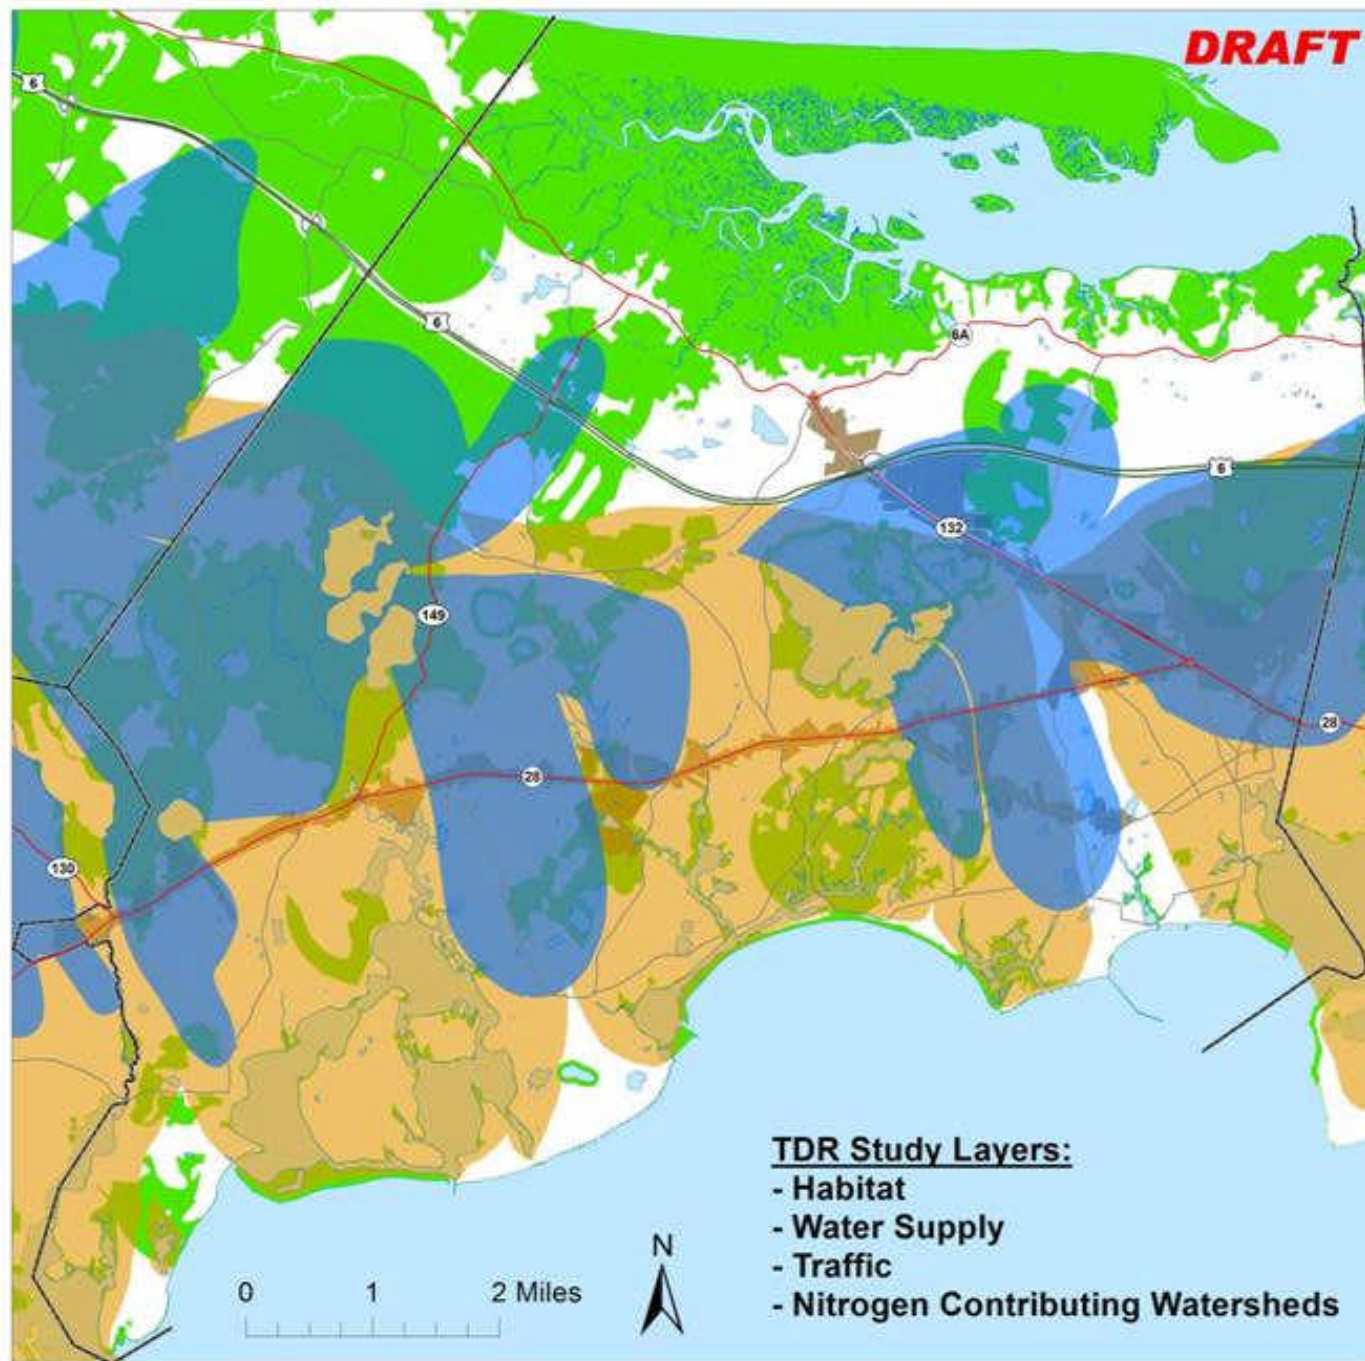 DRAFT
6
6
6A
6
132
149
28
28
130
TDR Study Layers:
- Habitat
- Water Supply
- Traffic
- Nitrogen Contributing Watersheds
N
0 1 2 Miles